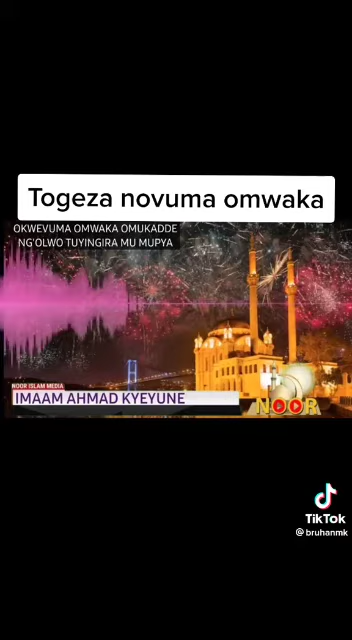 Togeza novuma omwaka
OKWEVUMA OMWAKA OMUKADDE
NG'OLWO TUYINGIRA MU MUPYA
NOOR ISLAM MEDIA
IMAAM AHMAD KYEYUNE
NOOR
TikTok
@bruhanmk